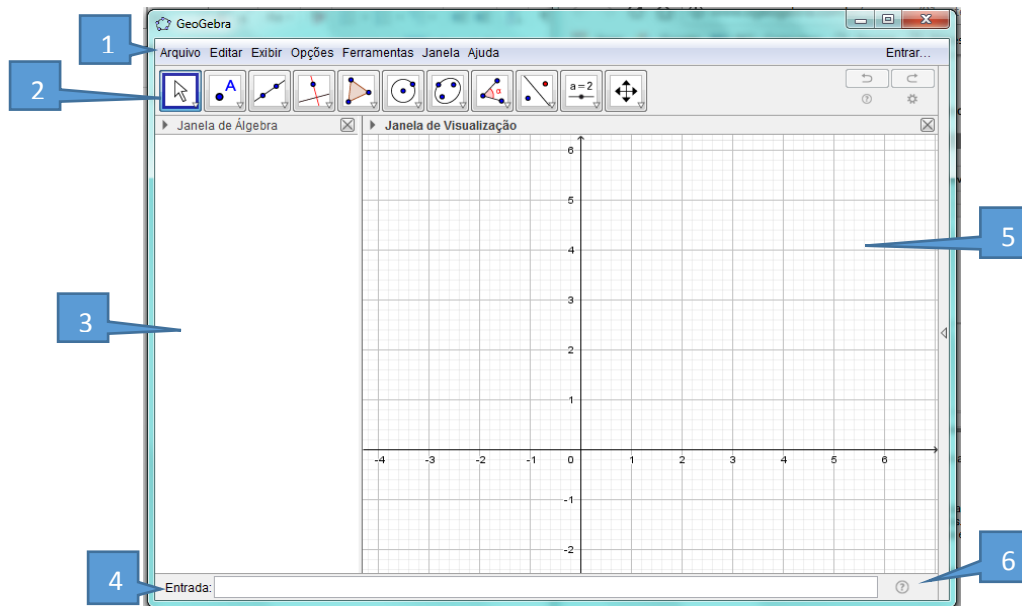 GeoGebra
1
Arquivo Editar Exibir Opções Ferramentas Janela Ajuda Entrar...
2
A
α
a=2
Janela de Álgebra Janela de Visualização
6
5
5
4
3
3
2
1
-4 -3 -2 -1 0 1 2 3 4 5 6
-1
-2
4
Entrada:
6